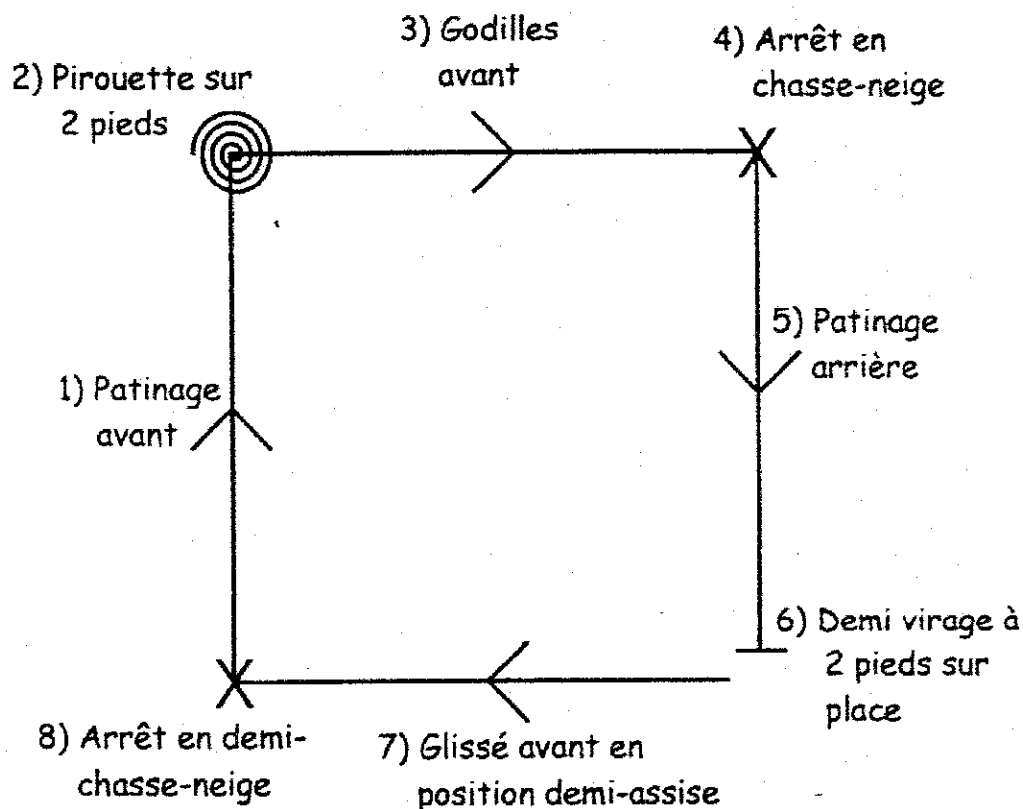 1) Patinage
avant
2) Pirouette sur
2 pieds
3) Godilles
avant
4) Arrêt en
chasse-neige
5) Patinage
arrière
6) Demi virage à
2 pieds sur
place
7) Glissé avant en
position demi-assise
8) Arrêt en demi-
chasse-neige